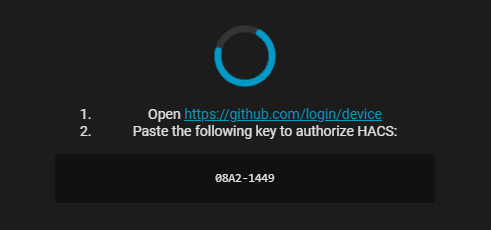 1. Open https://github.com/login/device
2. Paste the following key to authorize HACS:
08A2-1449